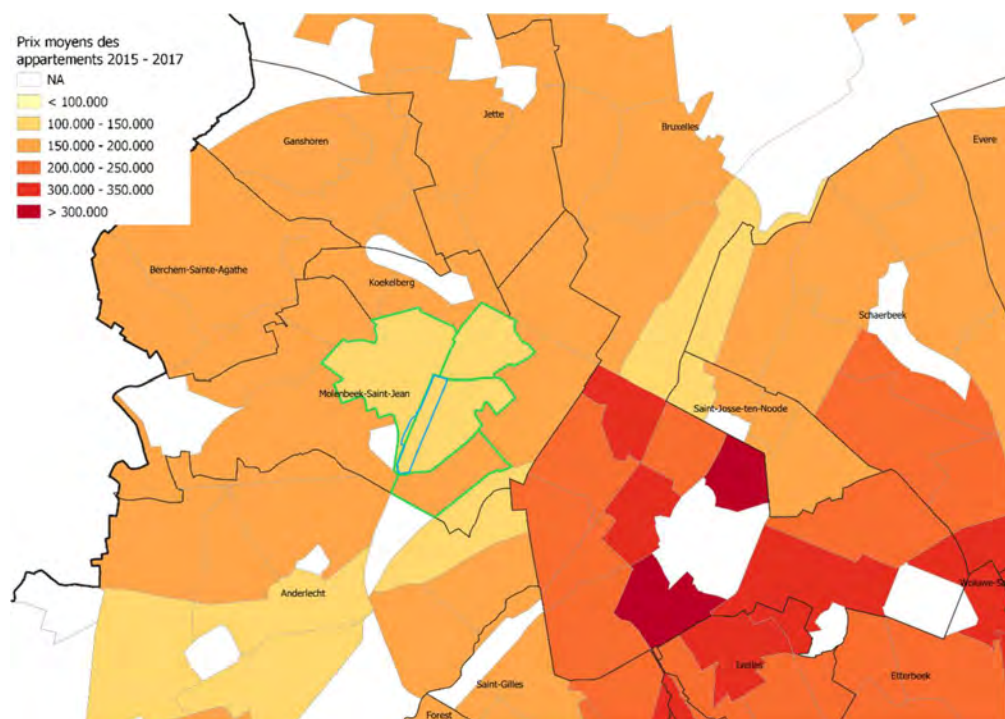 Prix moyens des
appartements 2015 - 2017
NA
< 100.000
100.000 - 150.000
150.000 - 200.000
200.000 - 250.000
300.000 - 350.000
> 300.000
Jette
Bruxelles
Ganshoren
Evere
Berchem-Sainte-Agathe
Koekelberg
Schaerbeek
Molenbeek-Saint-Jean
Saint-Josse-ten-Noode
Anderlecht
Ixelles
Etterbeek
Saint-Gilles
Forest